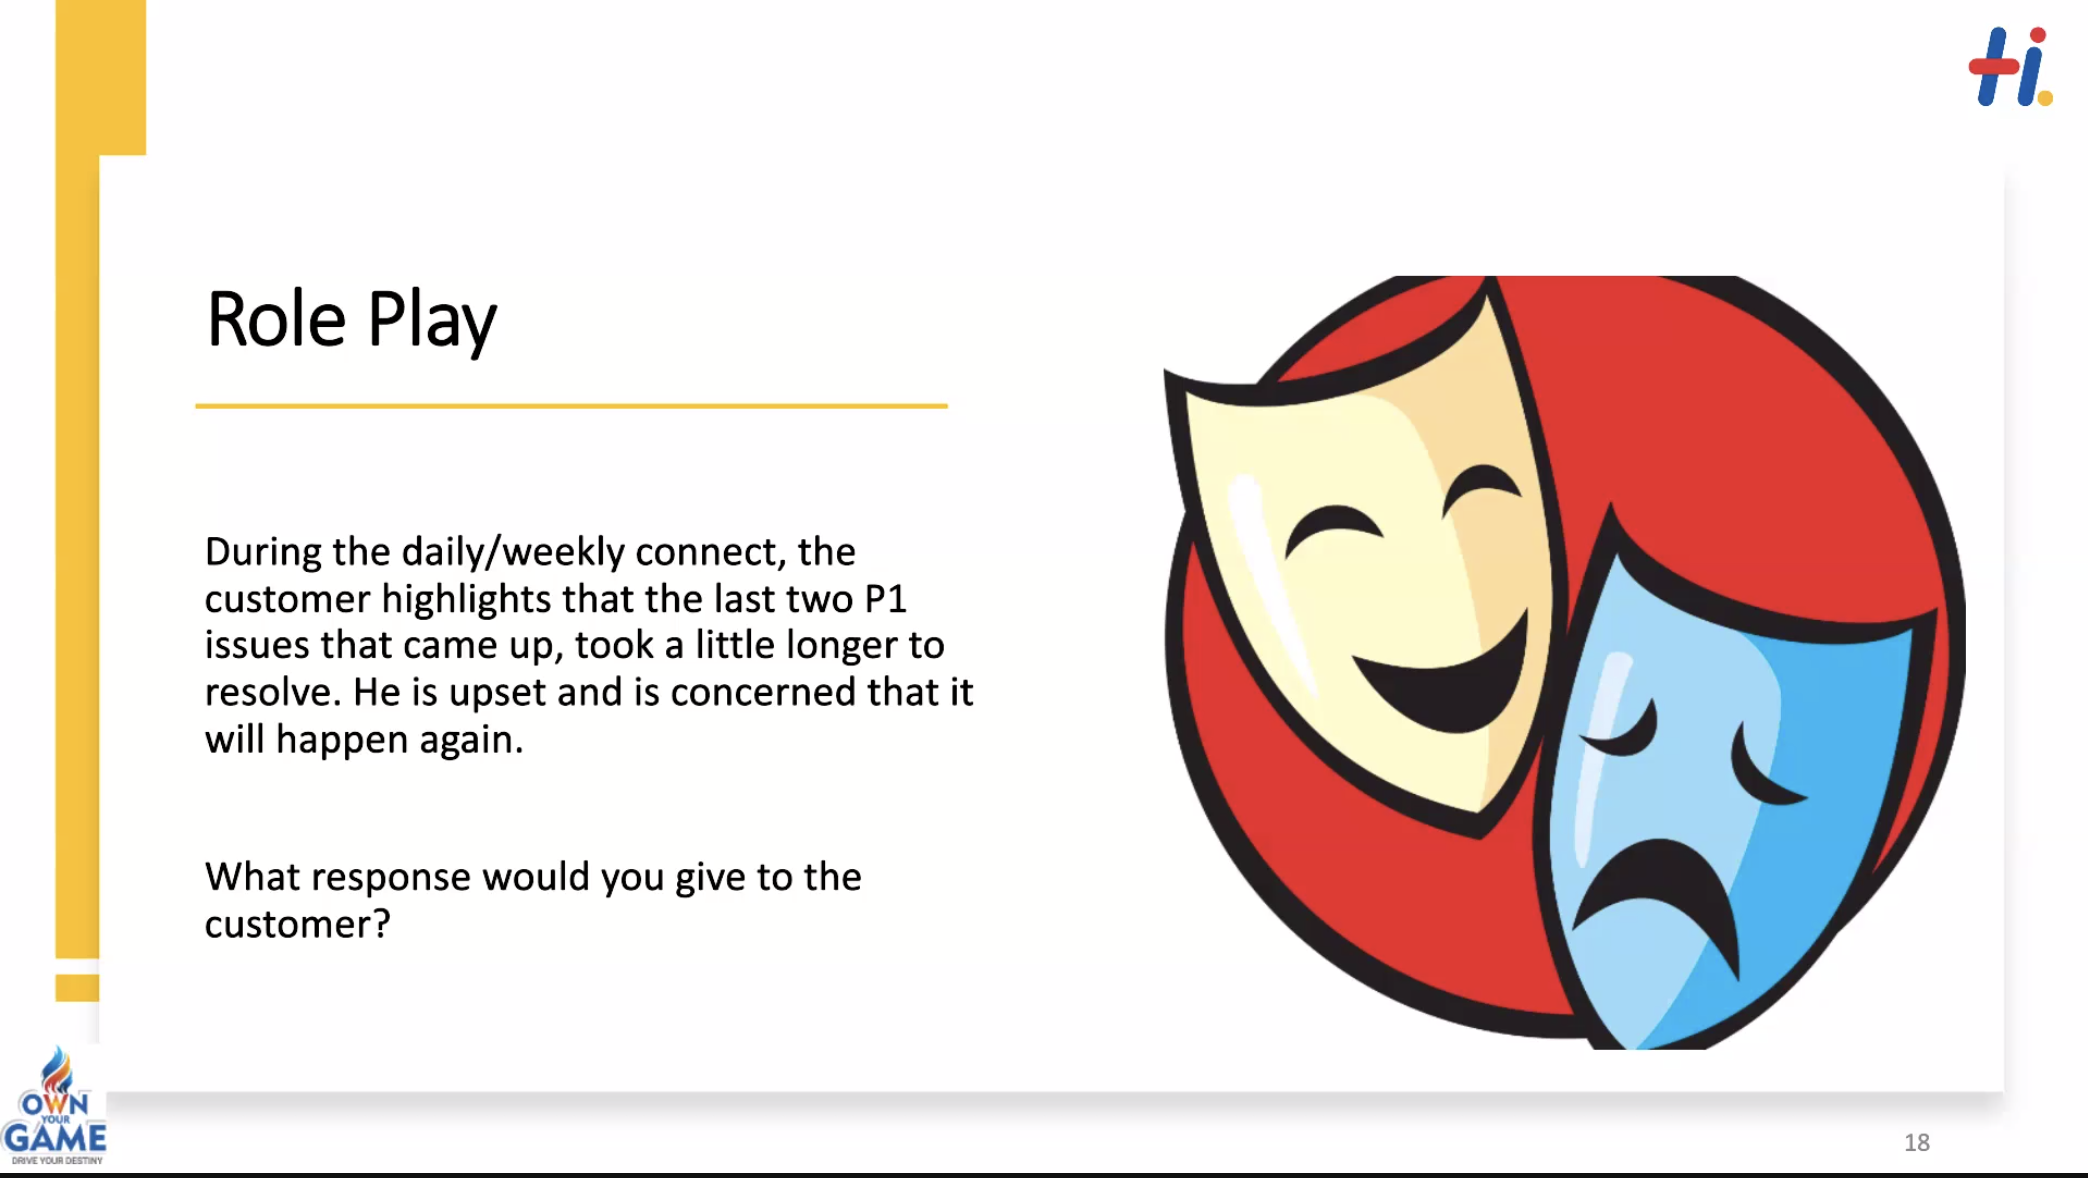 Hi.
Role Play
During the daily/weekly connect, the
customer highlights that the last two P1
issues that came up, took a little longer to
resolve. He is upset and is concerned that it
will happen again.
What response would you give to the
customer?
OWN
YOUR
GAME
DRIVE YOUR DESTINY
18